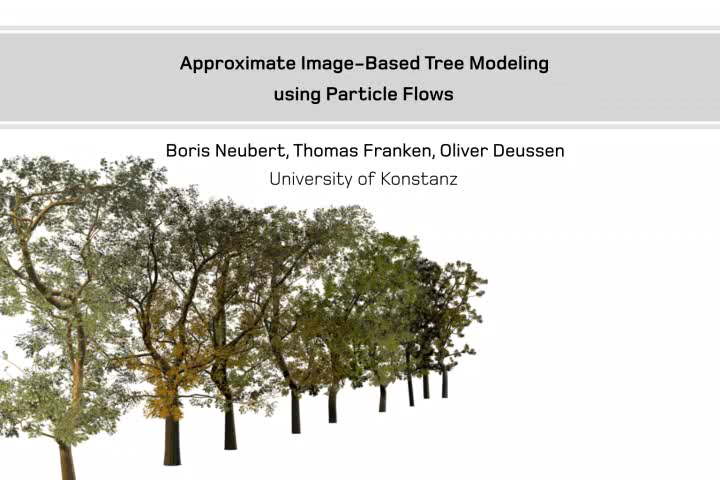 Approximate Image-Based Tree Modeling
using Particle Flows
Boris Neubert, Thomas Franken, Oliver Deussen
University of Konstanz